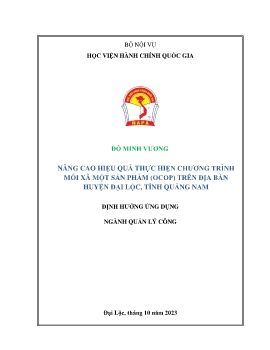 BỘ NỘI VỤ
HỌC VIỆN HÀNH CHÍNH QUỐC GIA
NAPA
ĐỖ MINH VƯƠNG
NÂNG CAO HIỆU QUẢ THỰC HIỆN CHƯƠNG TRÌNH
MỖI XÃ MỘT SẢN PHẨM (OCOP) TRÊN ĐỊA BÀN
HUYỆN ĐẠI LỘC, TỈNH QUẢNG NAM
ĐỊNH HƯỚNG ỨNG DỤNG
NGÀNH QUẢN LÝ CÔNG
Đại Lộc, tháng 10 năm 2023